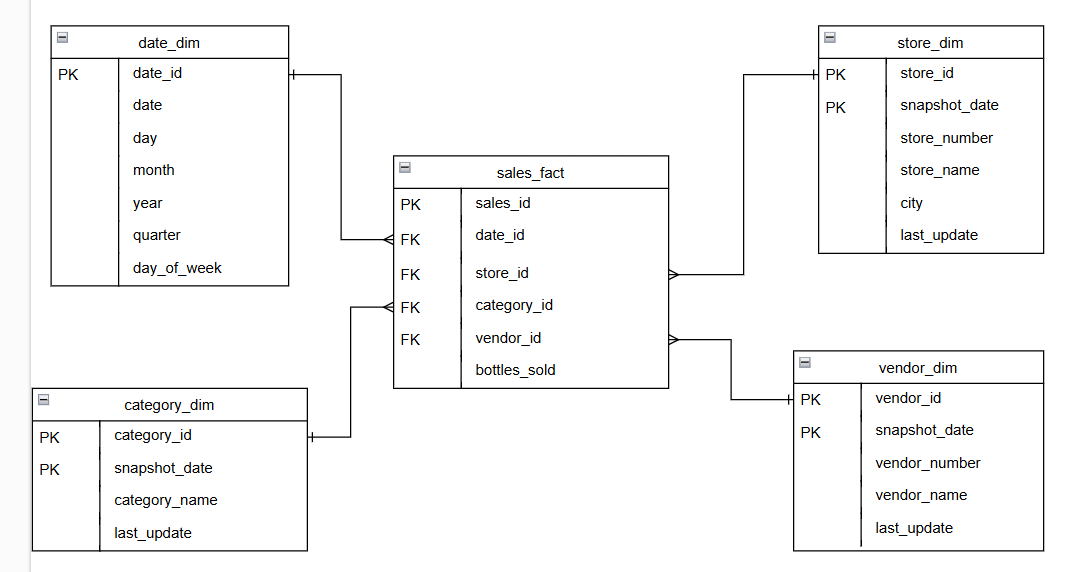 date_dim
PK date_id
date
day
month
year
quarter
day_of_week
store_dim
PK store_id
PK snapshot_date
store_number
store_name
city
last_update
sales_fact
PK sales_id
FK date_id
FK store_id
FK category_id
FK vendor_id
bottles_sold
category_dim
PK category_id
PK snapshot_date
category_name
last_update
vendor_dim
PK vendor_id
PK snapshot_date
vendor_number
vendor_name
last_update